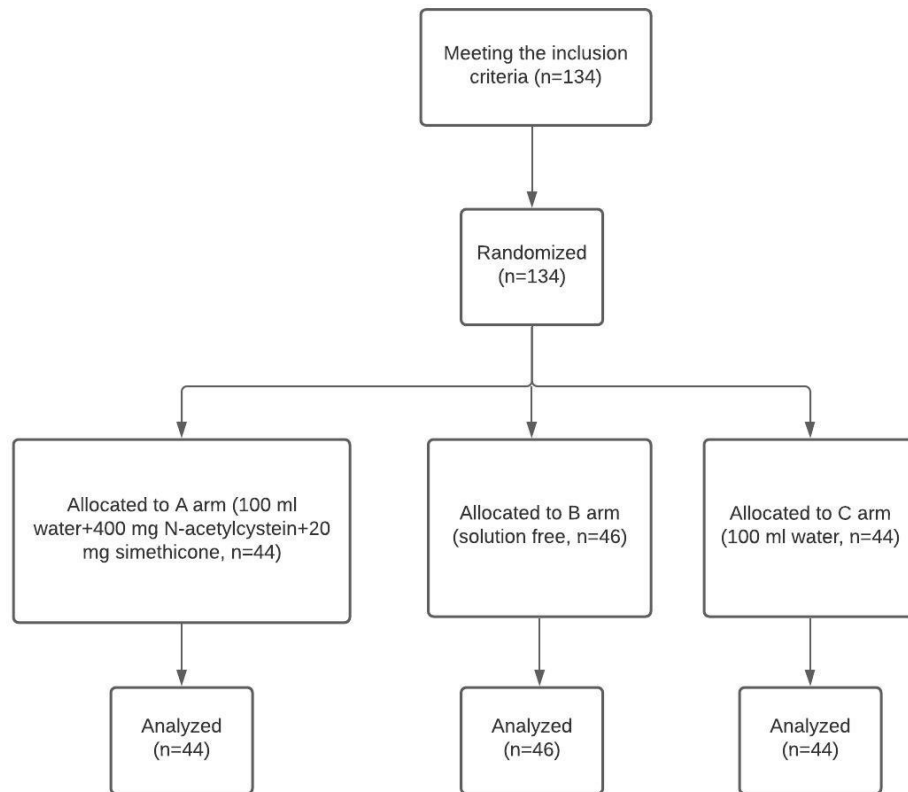 Meeting the inclusion
criteria (n=134)
Randomized
(n=134)
Allocated to A arm (100 ml
water+400 mg N-acetylcystein+20
mg simethicone, n=44)
Allocated to B arm
(solution free, n=46)
Allocated to C arm
(100 ml water, n=44)
Analyzed
(n=44)
Analyzed
(n=46)
Analyzed
(n=44)